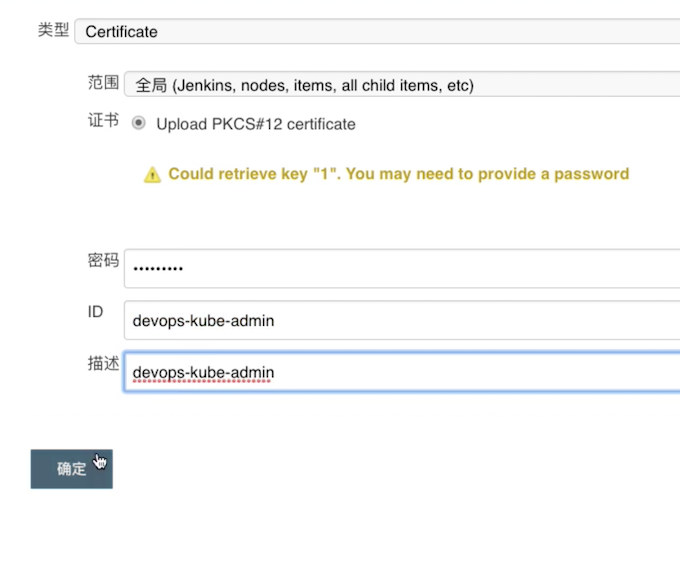 类型 Certificate
范围 全局 (Jenkins, nodes, items, all child items, etc)
证书 Upload PKCS#12 certificate
Could retrieve key "1". You may need to provide a password
密码 •••••••••
ID devops-kube-admin
描述 devops-kube-admin
确定